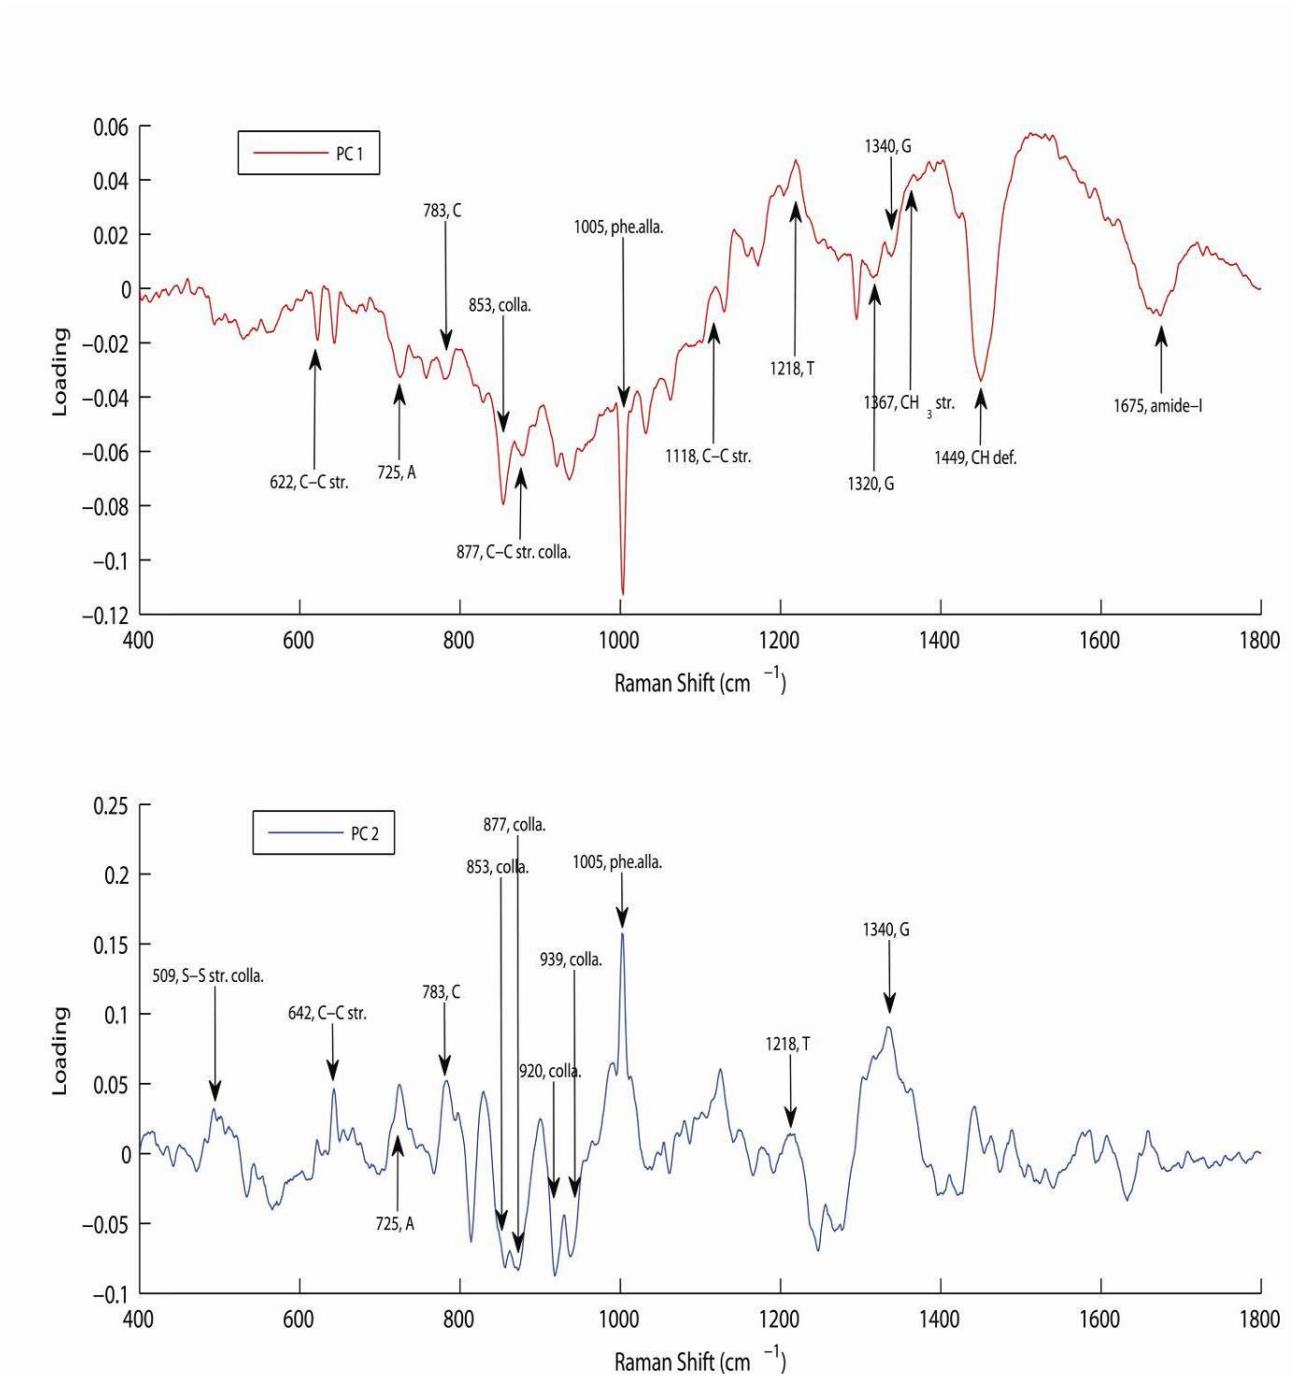 0.06
PC 1
1340, G
0.04
783, C
1005, phe.alla.
0.02
853, colla.
0
−0.02
1218, T
Loading
−0.04
1367, CH 3 str.
1675, amide–I
−0.06
622, C–C str.
725, A
1118, C–C str.
1320, G
1449, CH def.
−0.08
877, C–C str. colla.
−0.1
−0.12
400 600 800 1000 1200 1400 1600 1800
Raman Shift (cm −1)
0.25
PC 2
877, colla.
0.2
853, colla.
1005, phe.alla.
0.15
509, S–S str. colla.
939, colla.
1340, G
0.1
642, C–C str.
783, C
Loading
0.05
920, colla.
1218, T
0
−0.05
725, A
−0.1
400 600 800 1000 1200 1400 1600 1800
Raman Shift (cm −1)